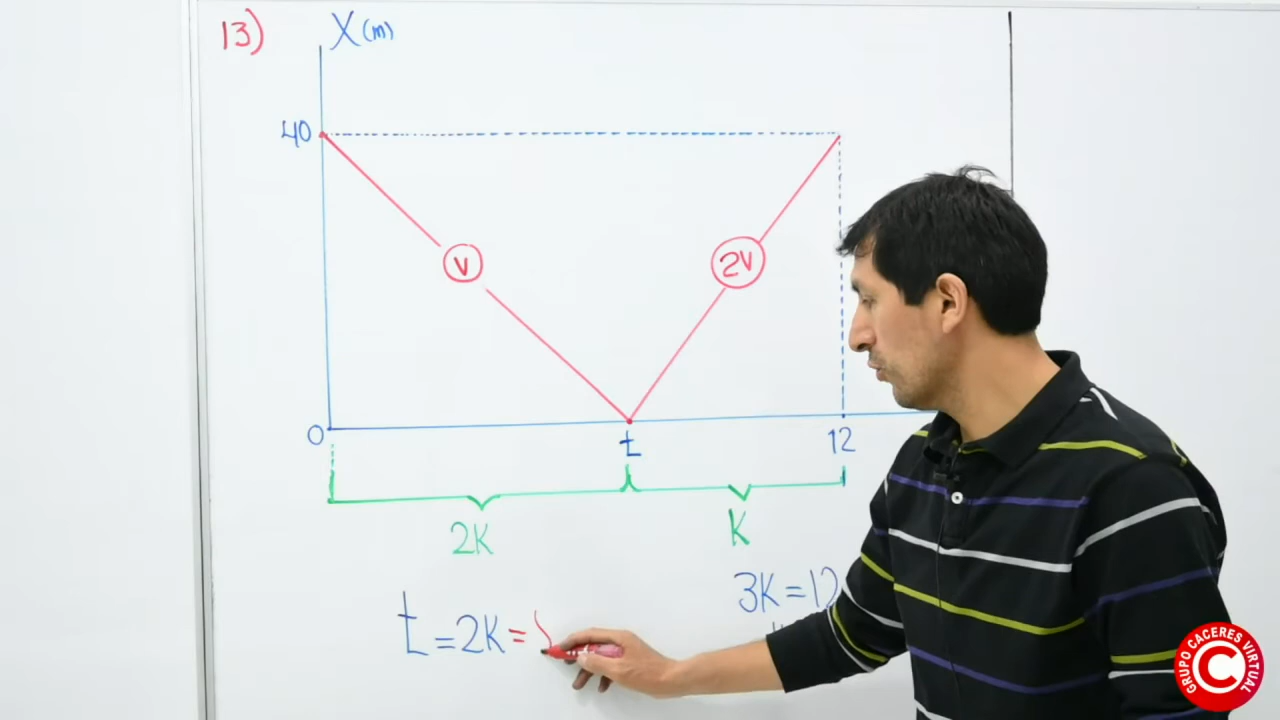 13)
X (m)
40
V
2V
0
t
12
2K
K
3K = 12
t = 2K =
GRUPO CACERES VIRTUAL
C